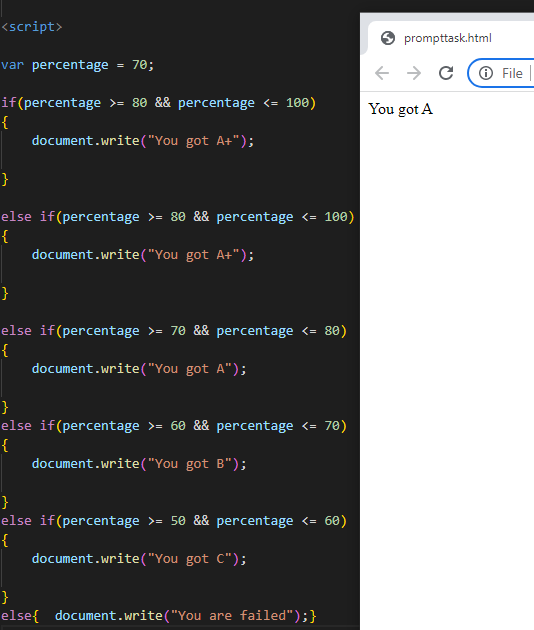 <script>
var percentage = 70;
if(percentage >= 80 && percentage <= 100)
{
document.write("You got A+");
}
else if(percentage >= 80 && percentage <= 100)
{
document.write("You got A+");
}
else if(percentage >= 70 && percentage <= 80)
{
document.write("You got A");
}
else if(percentage >= 60 && percentage <= 70)
{
document.write("You got B");
}
else if(percentage >= 50 && percentage <= 60)
{
document.write("You got C");
}
else{  document.write("You are failed");}
prompttask.html
File
You got A